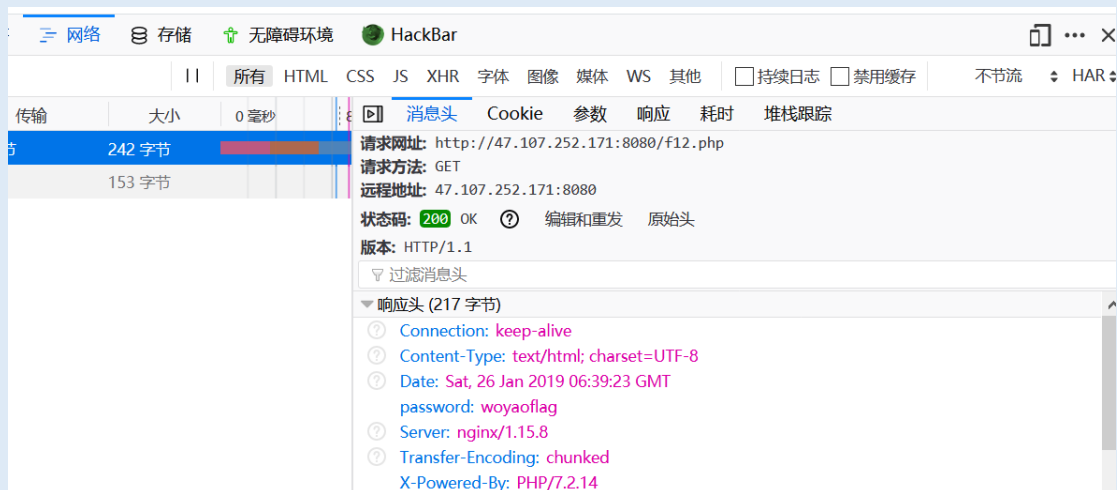 网络 存储 无障碍环境 HackBar
所有 HTML CSS JS XHR 字体 图像 媒体 WS 其他 持续日志 禁用缓存 不节流 HAR
传输 大小 0 毫秒 消息头 Cookie 参数 响应 耗时 堆栈跟踪
节 242 字节
153 字节
请求网址: http://47.107.252.171:8080/f12.php
请求方法: GET
远程地址: 47.107.252.171:8080
状态码: 200 OK 编辑和重发 原始头
版本: HTTP/1.1
过滤消息头
响应头 (217 字节)
Connection: keep-alive
Content-Type: text/html; charset=UTF-8
Date: Sat, 26 Jan 2019 06:39:23 GMT
password: woyaoflag
Server: nginx/1.15.8
Transfer-Encoding: chunked
X-Powered-By: PHP/7.2.14